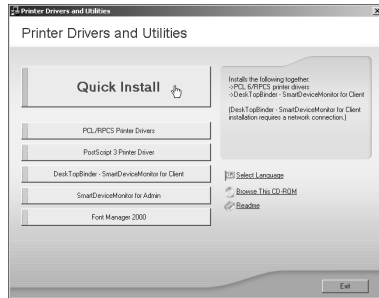 Printer Drivers and Utilities
Printer Drivers and Utilities
Quick Install
PCL/RPCS Printer Drivers
PostScript 3 Printer Driver
DeskTopBinder - SmartDeviceMonitor for Client
SmartDeviceMonitor for Admin
Font Manager 2000
Installs the following together.
->PCL 6/RPCS printer drivers
->DeskTopBinder - SmartDeviceMonitor for Client
(DeskTopBinder - SmartDeviceMonitor for Client
installation requires a network connection.)
Select Language
Browse This CD-ROM
Readme
Exit